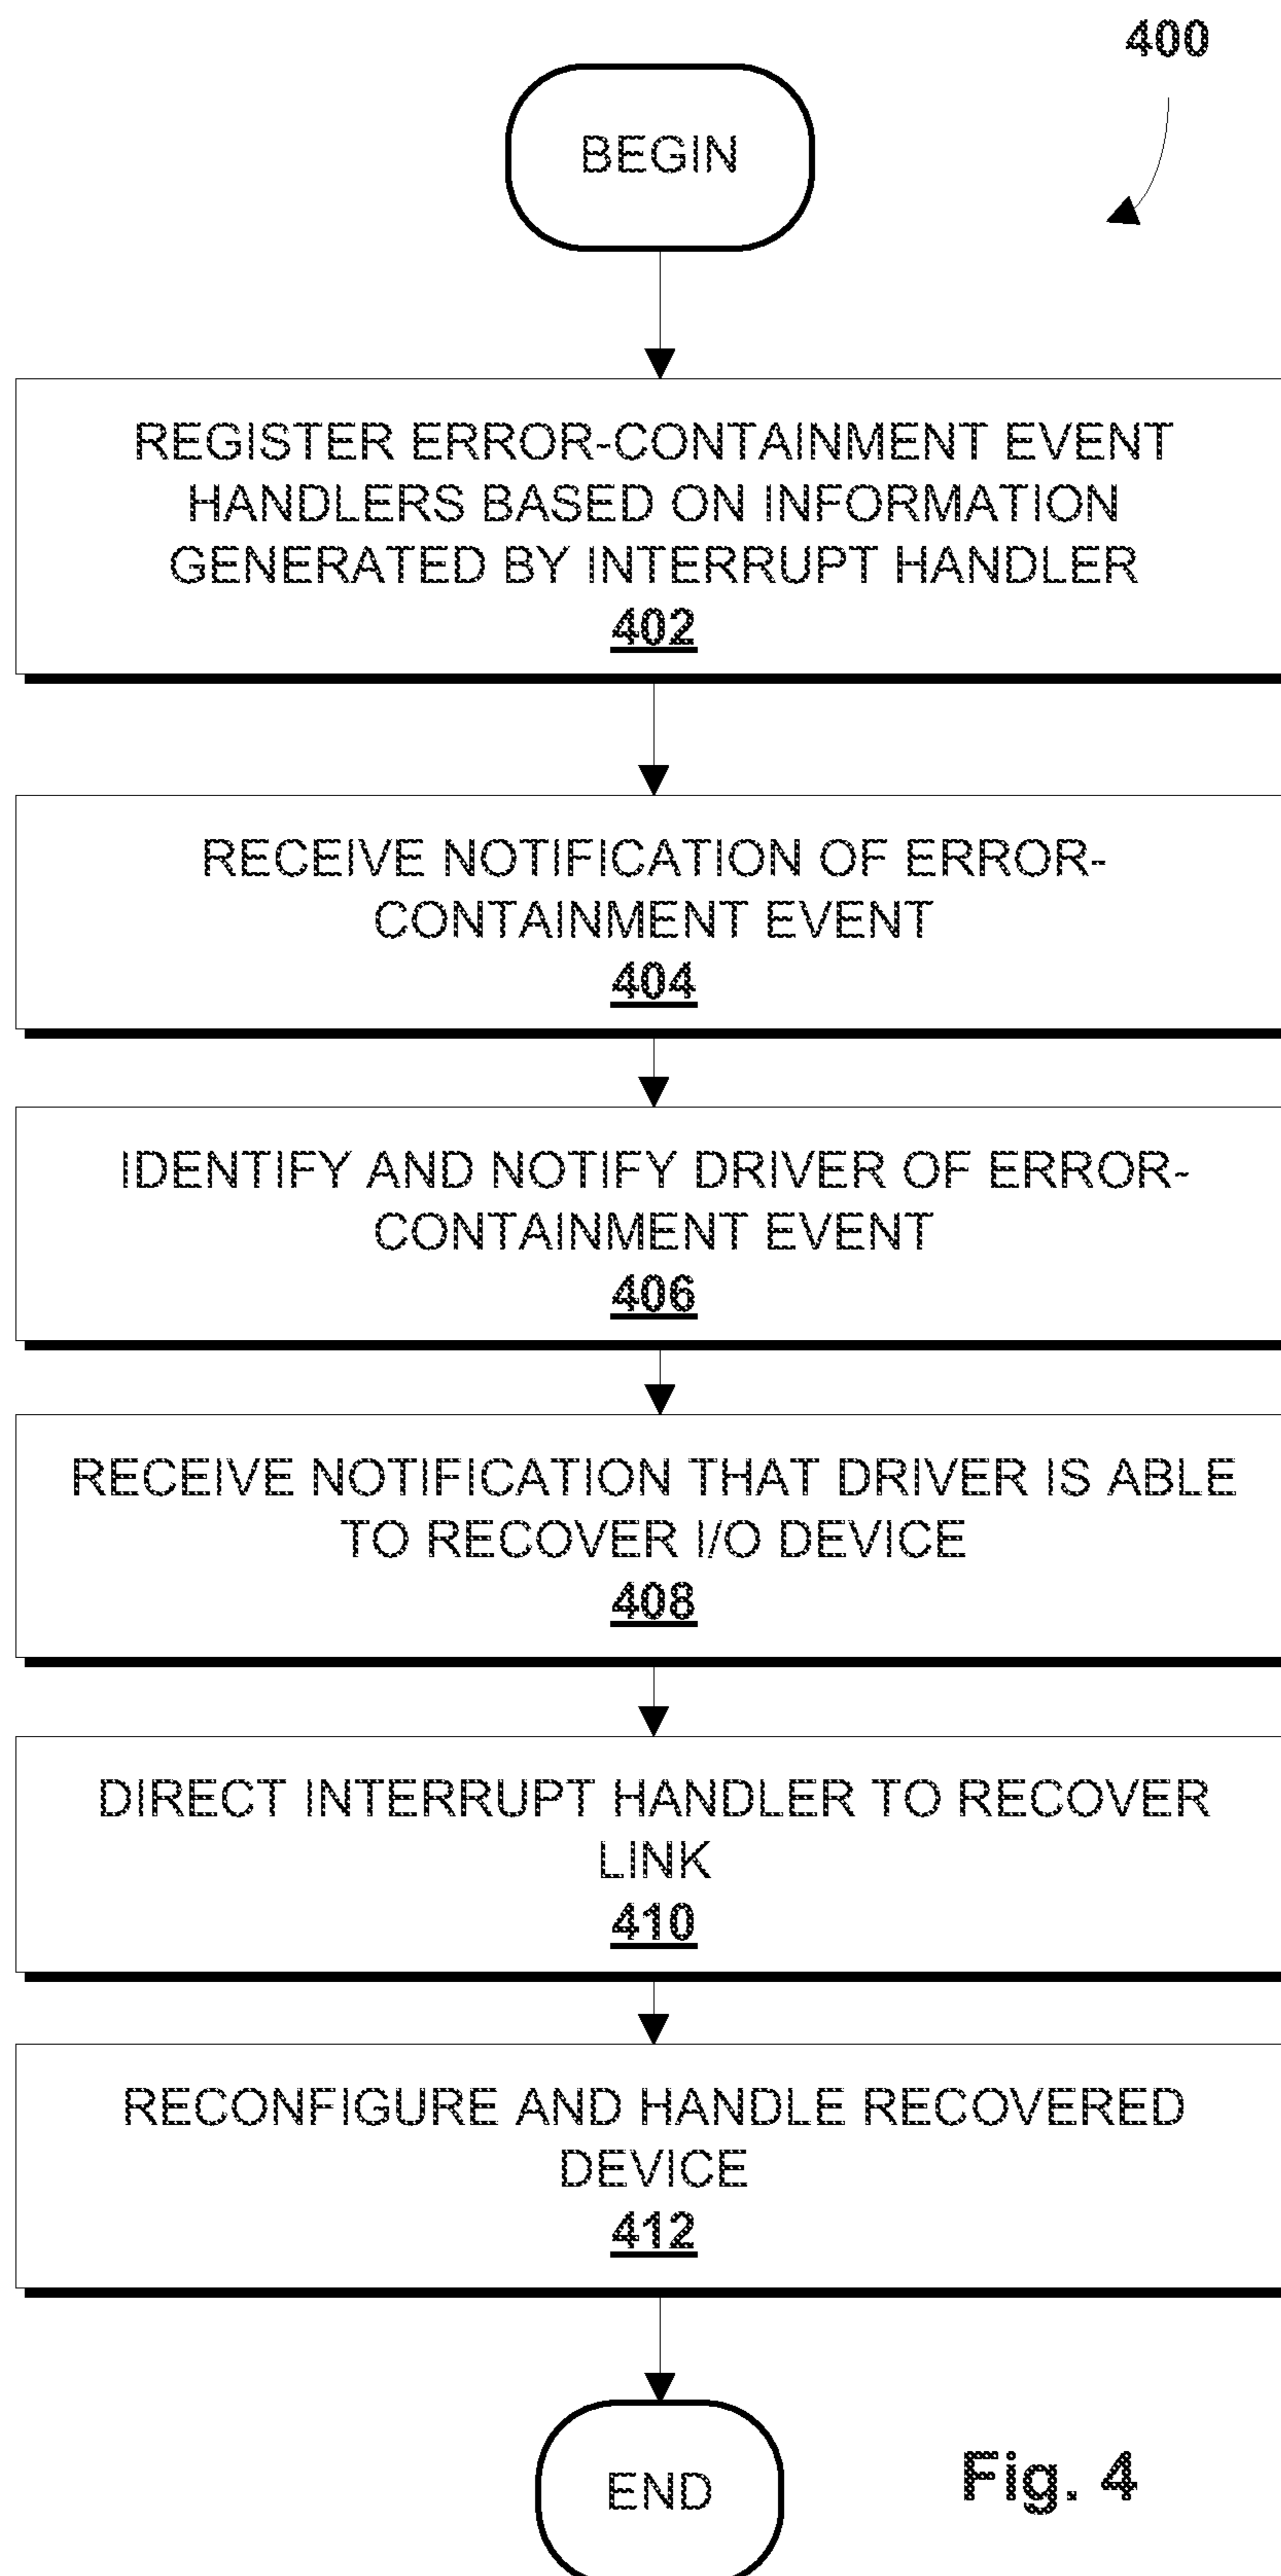 400
BEGIN
REGISTER ERROR-CONTAINMENT EVENT
HANDLERS BASED ON INFORMATION
GENERATED BY INTERRUPT HANDLER
402
RECEIVE NOTIFICATION OF ERROR-
CONTAINMENT EVENT
404
IDENTIFY AND NOTIFY DRIVER OF ERROR-
CONTAINMENT EVENT
406
RECEIVE NOTIFICATION THAT DRIVER IS ABLE
TO RECOVER I/O DEVICE
408
DIRECT INTERRUPT HANDLER TO RECOVER
LINK
410
RECONFIGURE AND HANDLE RECOVERED
DEVICE
412
END
Fig. 4